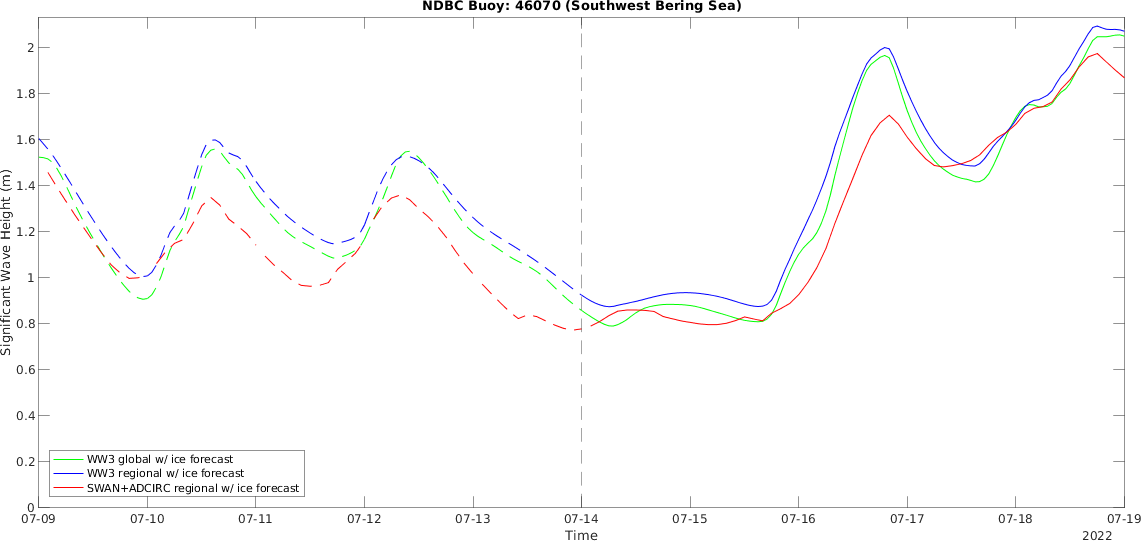 NDBC Buoy: 46070 (Southwest Bering Sea)
Significant Wave Height (m)
2
1.8
1.6
1.4
1.2
1
0.8
0.6
0.4
0.2
0
WW3 global w/ ice forecast
WW3 regional w/ ice forecast
SWAN+ADCIRC regional w/ ice forecast
07-09 07-10 07-11 07-12 07-13 07-14 07-15 07-16 07-17 07-18 07-19
Time
2022